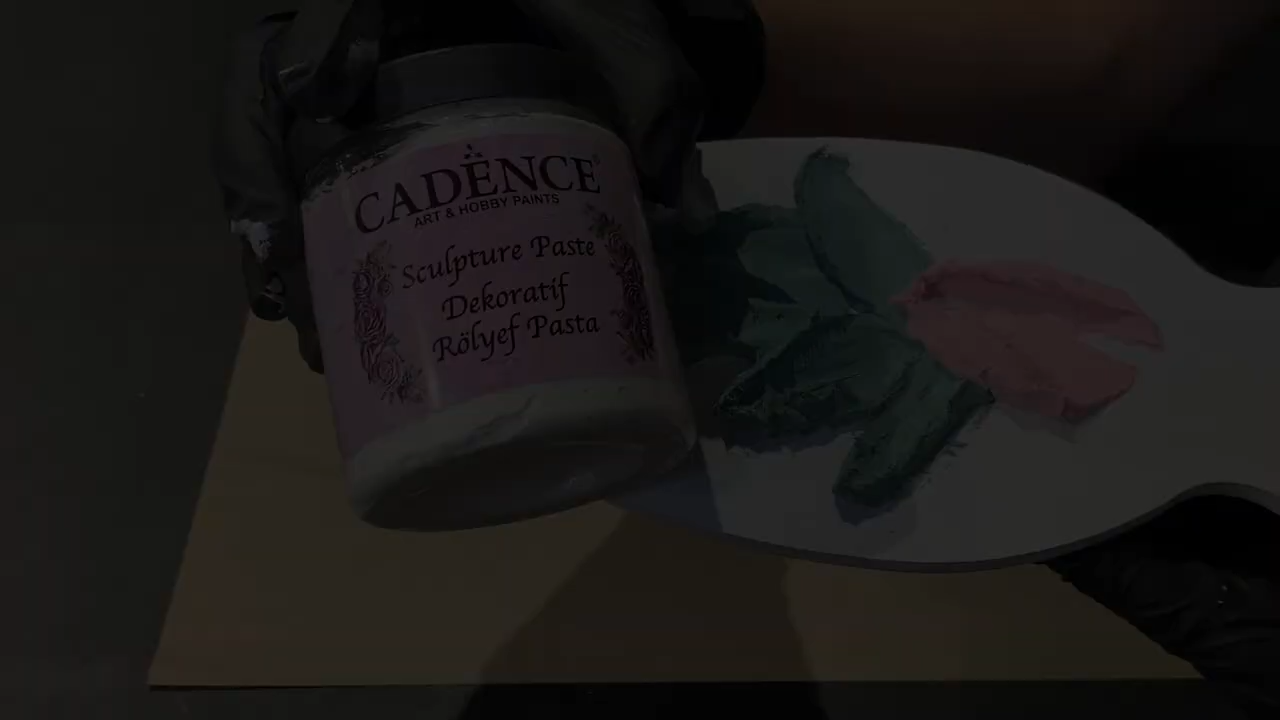 CADENCE
ART & HOBBY PAINTS
Sculpture Paste
Dekoratif
Rölyef Pasta